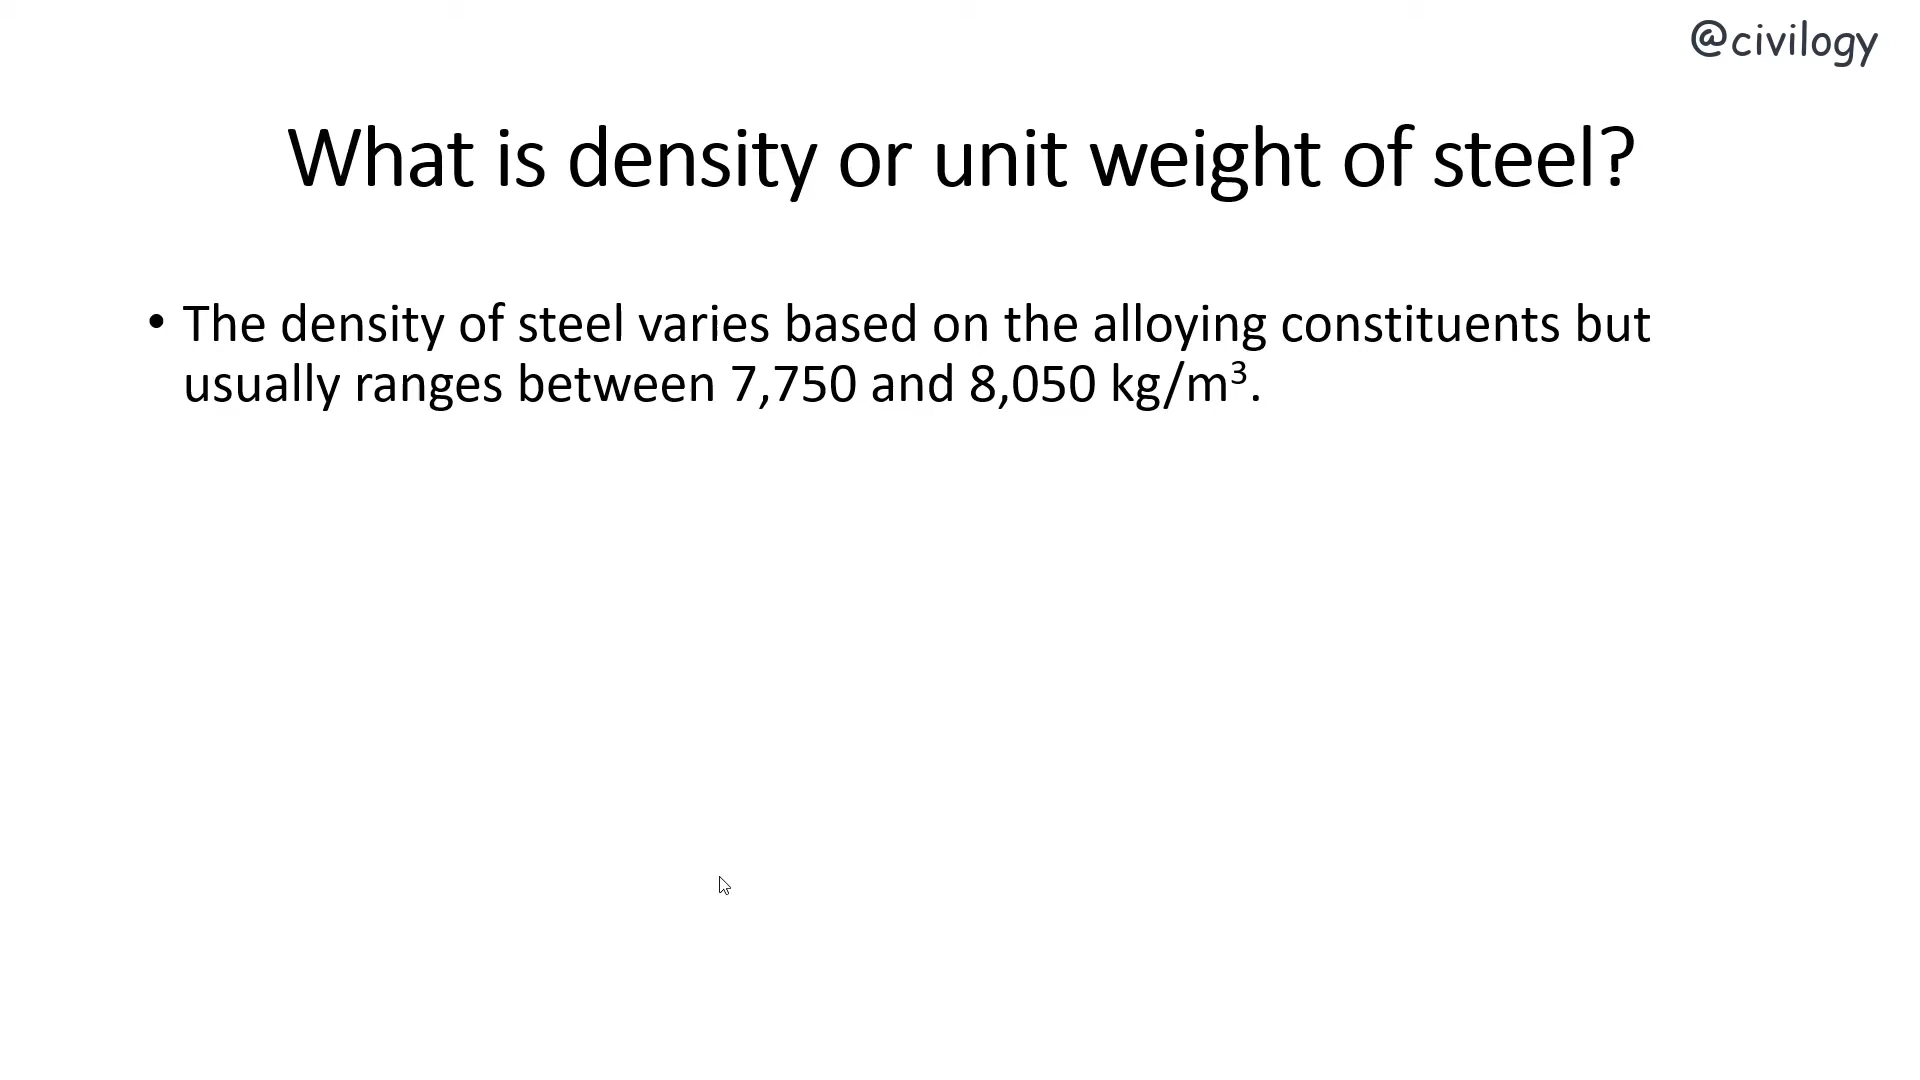 @civilogy
What is density or unit weight of steel?
• The density of steel varies based on the alloying constituents but
usually ranges between 7,750 and 8,050 kg/m³.